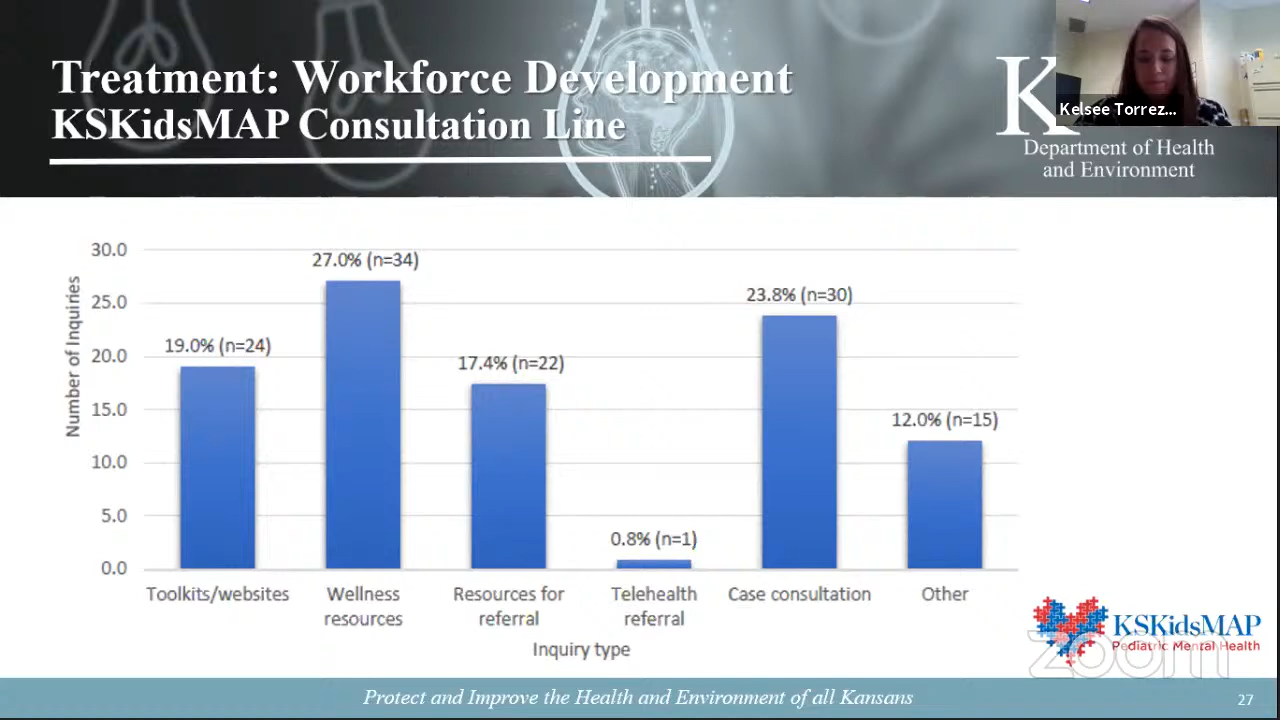 Treatment: Workforce Development
KSKidsMAP Consultation Line
K
Kelsee Torrez...
Department of Health
and Environment
30.0
25.0
20.0
15.0
10.0
5.0
0.0
Number of Inquiries
19.0% (n=24)
27.0% (n=34)
17.4% (n=22)
0.8% (n=1)
23.8% (n=30)
12.0% (n=15)
Toolkits/websites
Wellness
resources
Resources for
referral
Telehealth
referral
Case consultation
Other
Inquiry type
KSKidsMAP
Pediatric Mental Health
zoom
Protect and Improve the Health and Environment of all Kansans
27